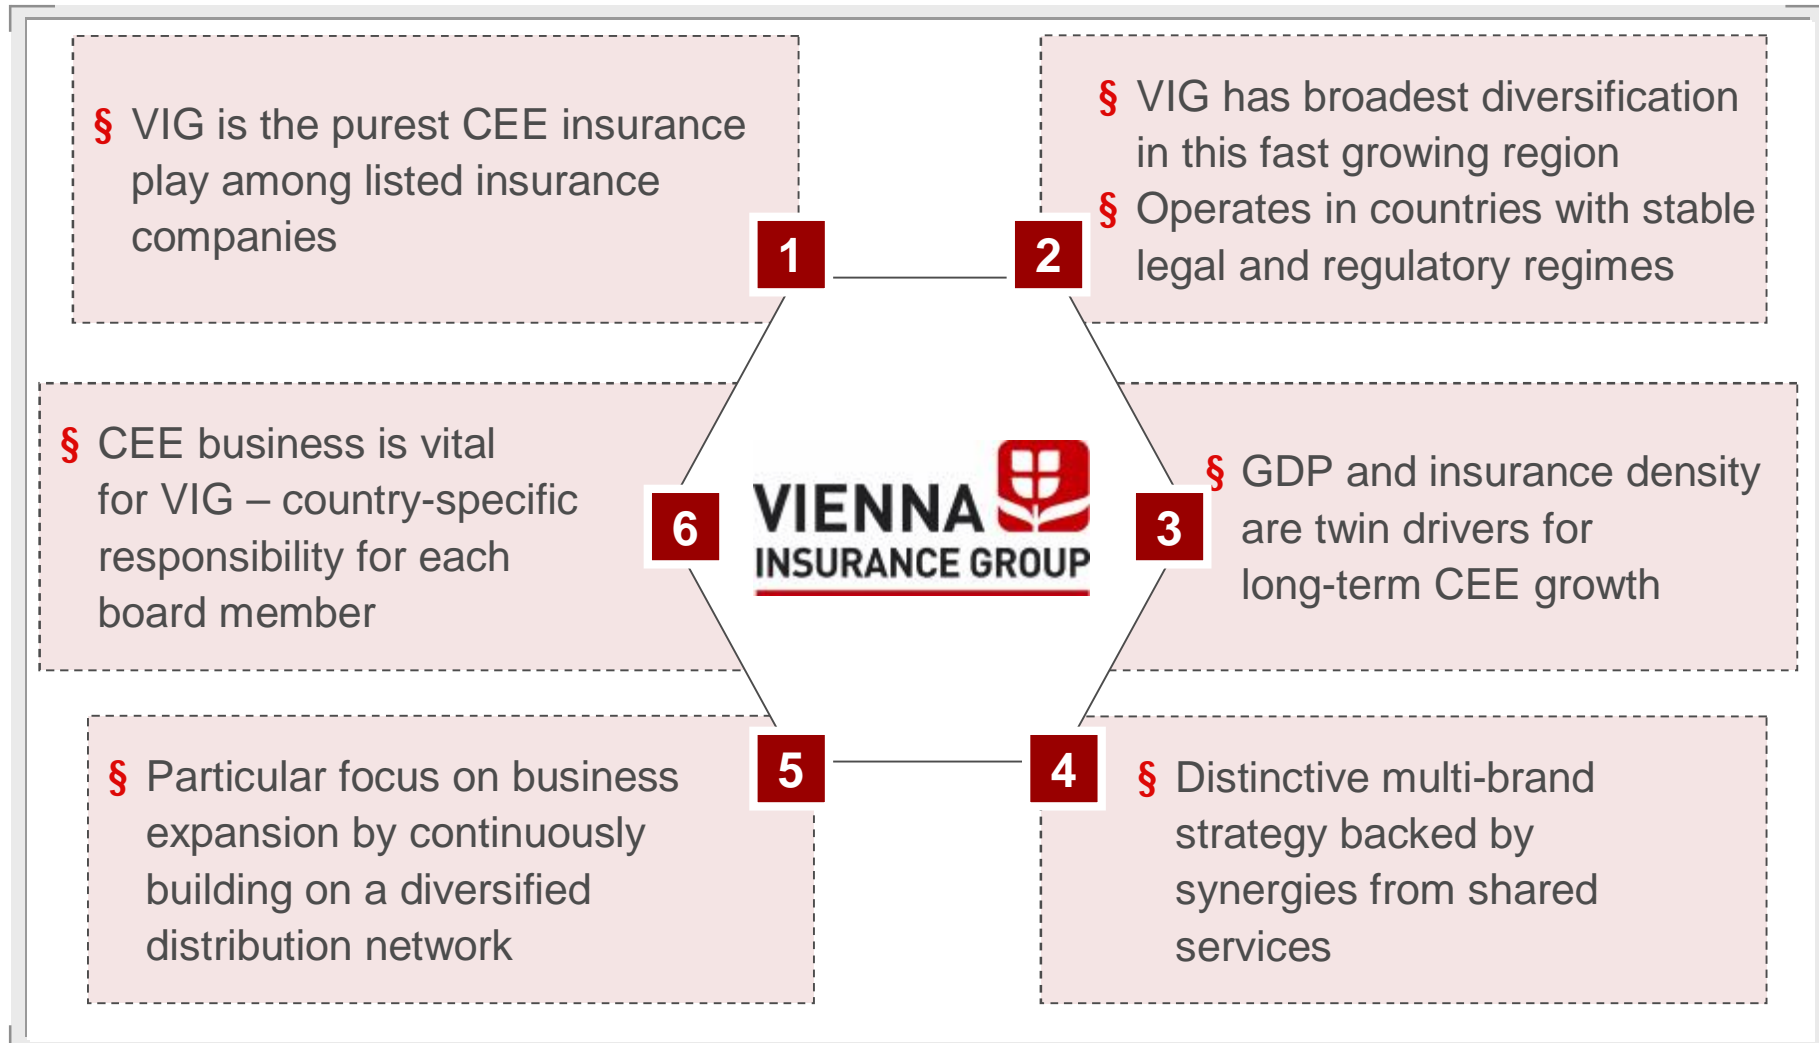 § VIG is the purest CEE insurance
play among listed insurance
companies
1
§ VIG has broadest diversification
in this fast growing region
§ Operates in countries with stable
legal and regulatory regimes
2
§ GDP and insurance density
are twin drivers for
long-term CEE growth
3
§ Distinctive multi-brand
strategy backed by
synergies from shared
services
4
§ Particular focus on business
expansion by continuously
building on a diversified
distribution network
5
§ CEE business is vital
for VIG – country-specific
responsibility for each
board member
6
VIENNA
INSURANCE GROUP